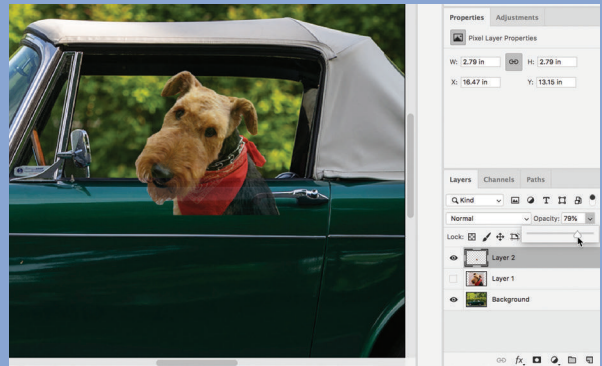 Properties Adjustments
Pixel Layer Properties
W: 2.79 in H: 2.79 in
X: 16.47 in Y: 13.15 in
Layers Channels Paths
Kind T
Normal Opacity: 79%
Lock:
Layer 2
Layer 1
Background
fx